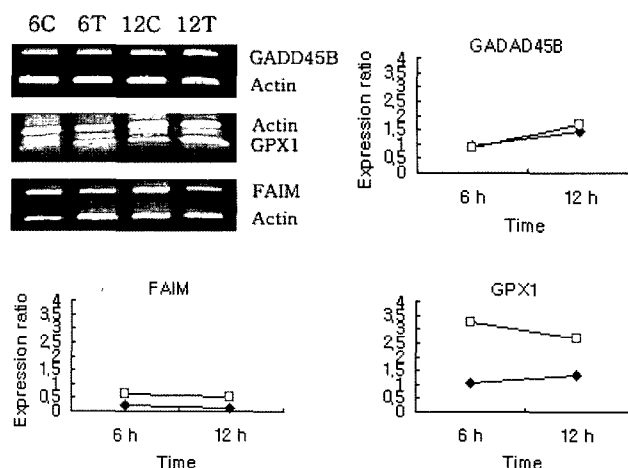 6C 6T 12C 12T
GADD45B
Actin
Actin
GPX1
FAIM
Actin
GADAD45B
Expression ratio
4
3,5
3
2,5
2
1,5
1
0,5
0
6 h 12 h
Time
FAIM
Expression ratio
4
3,5
3
2,5
2
1,5
1
0,5
0
6 h 12 h
Time
GPX1
Expression ratio
4
3,5
3
2,5
2
1,5
1
0,5
0
6 h 12 h
Time